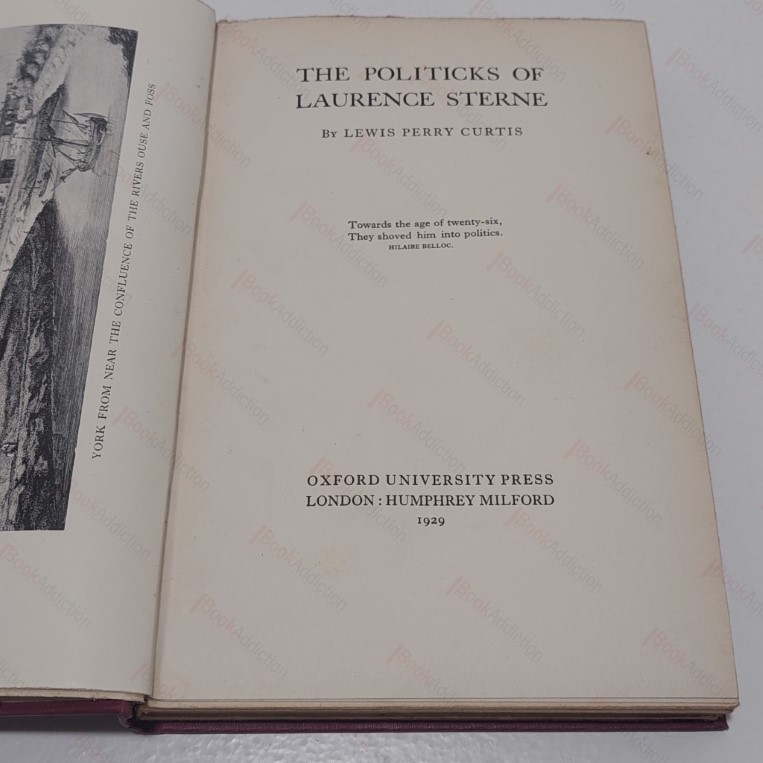 YORK FROM NEAR THE CONFLUENCE OF THE RIVERS OUSE AND FOSS
THE POLITICKS OF
LAURENCE STERNE
By LEWIS PERRY CURTIS
Towards the age of twenty-six,
They shoved him into politics.
HILAIRE BELLOC.
OXFORD UNIVERSITY PRESS
LONDON : HUMPHREY MILFORD
1929
BookAddiction